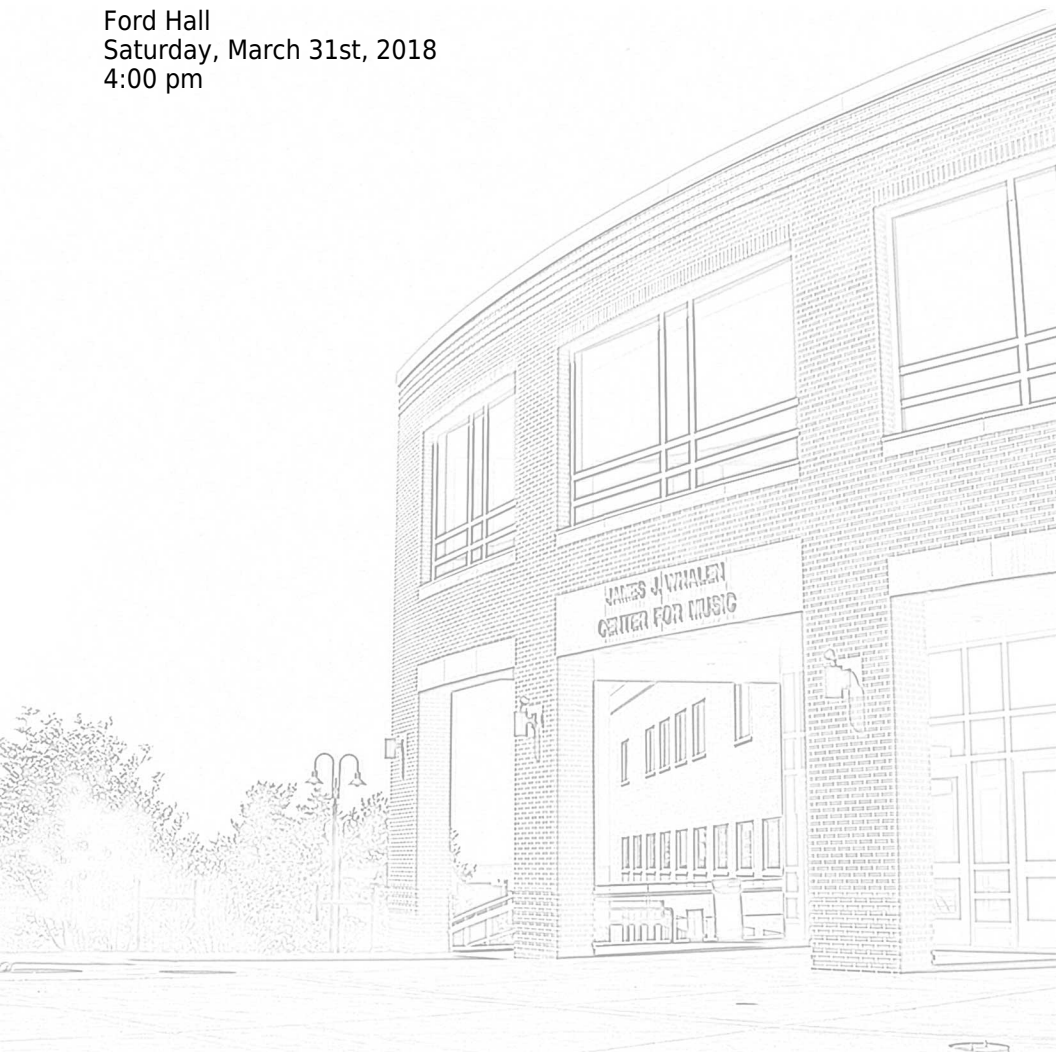 Ford Hall
Saturday, March 31st, 2018
4:00 pm
JAMES J. WHALEN
CENTER FOR MUSIC